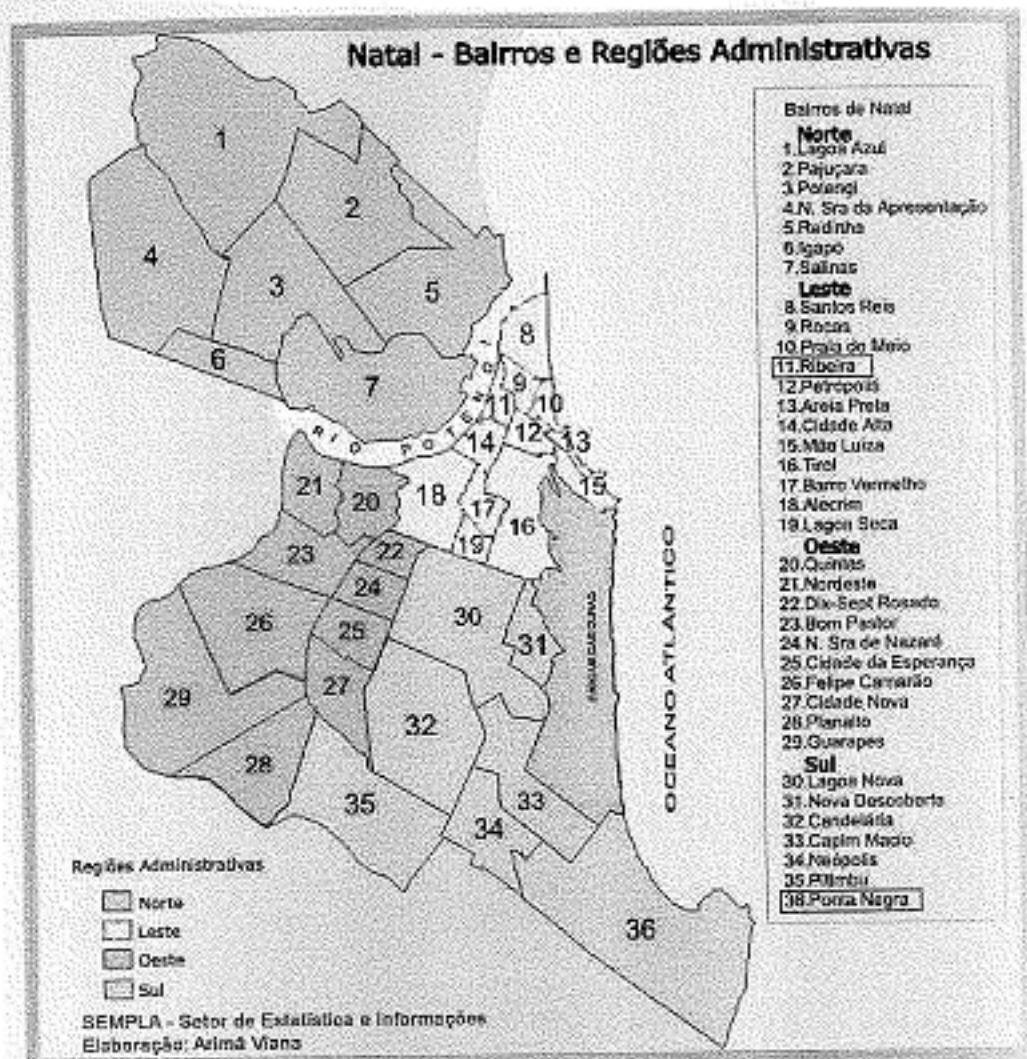 Natal - Bairros e Regiões Administrativas
Bairros de Natal
Norte
1.Lagoa Azul
2.Pajuçara
3.Potengi
4.N. Sra da Apresentação
5.Redinha
6.Igapó
7.Salinas
Leste
8.Santos Reis
9.Rocas
10.Praia do Meio
11.Ribeira
12.Petrópolis
13.Areia Preta
14.Cidade Alta
15.Mão Luiza
16.Tirol
17.Barro Vermelho
18.Alecrim
19.Lagoa Seca
Oeste
20.Quintas
21.Nordeste
22.Dix-Sept Rosado
23.Bom Pastor
24.N. Sra de Nazaré
25.Cidade da Esperança
26.Felipe Camarão
27.Cidade Nova
28.Planalto
29.Guarapes
Sul
30.Lagoa Nova
31.Nova Descoberta
32.Candelária
33.Capim Macio
34.Neópolis
35.Pitimbu
36.Ponta Negra
1
2
4
3
5
6
7
8
9
10
11
12
13
14
15
RIO POTENGI
21
20
18
17
16
19
22
23
24
30
26
25
31
27
29
32
28
35
33
34
36
PARQUE DAS DUNAS
OCEANO ATLÂNTICO
Regiões Administrativas
Norte
Leste
Oeste
Sul
SEMPLA - Setor de Estatística e Informações
Elaboração: Arimã Viana